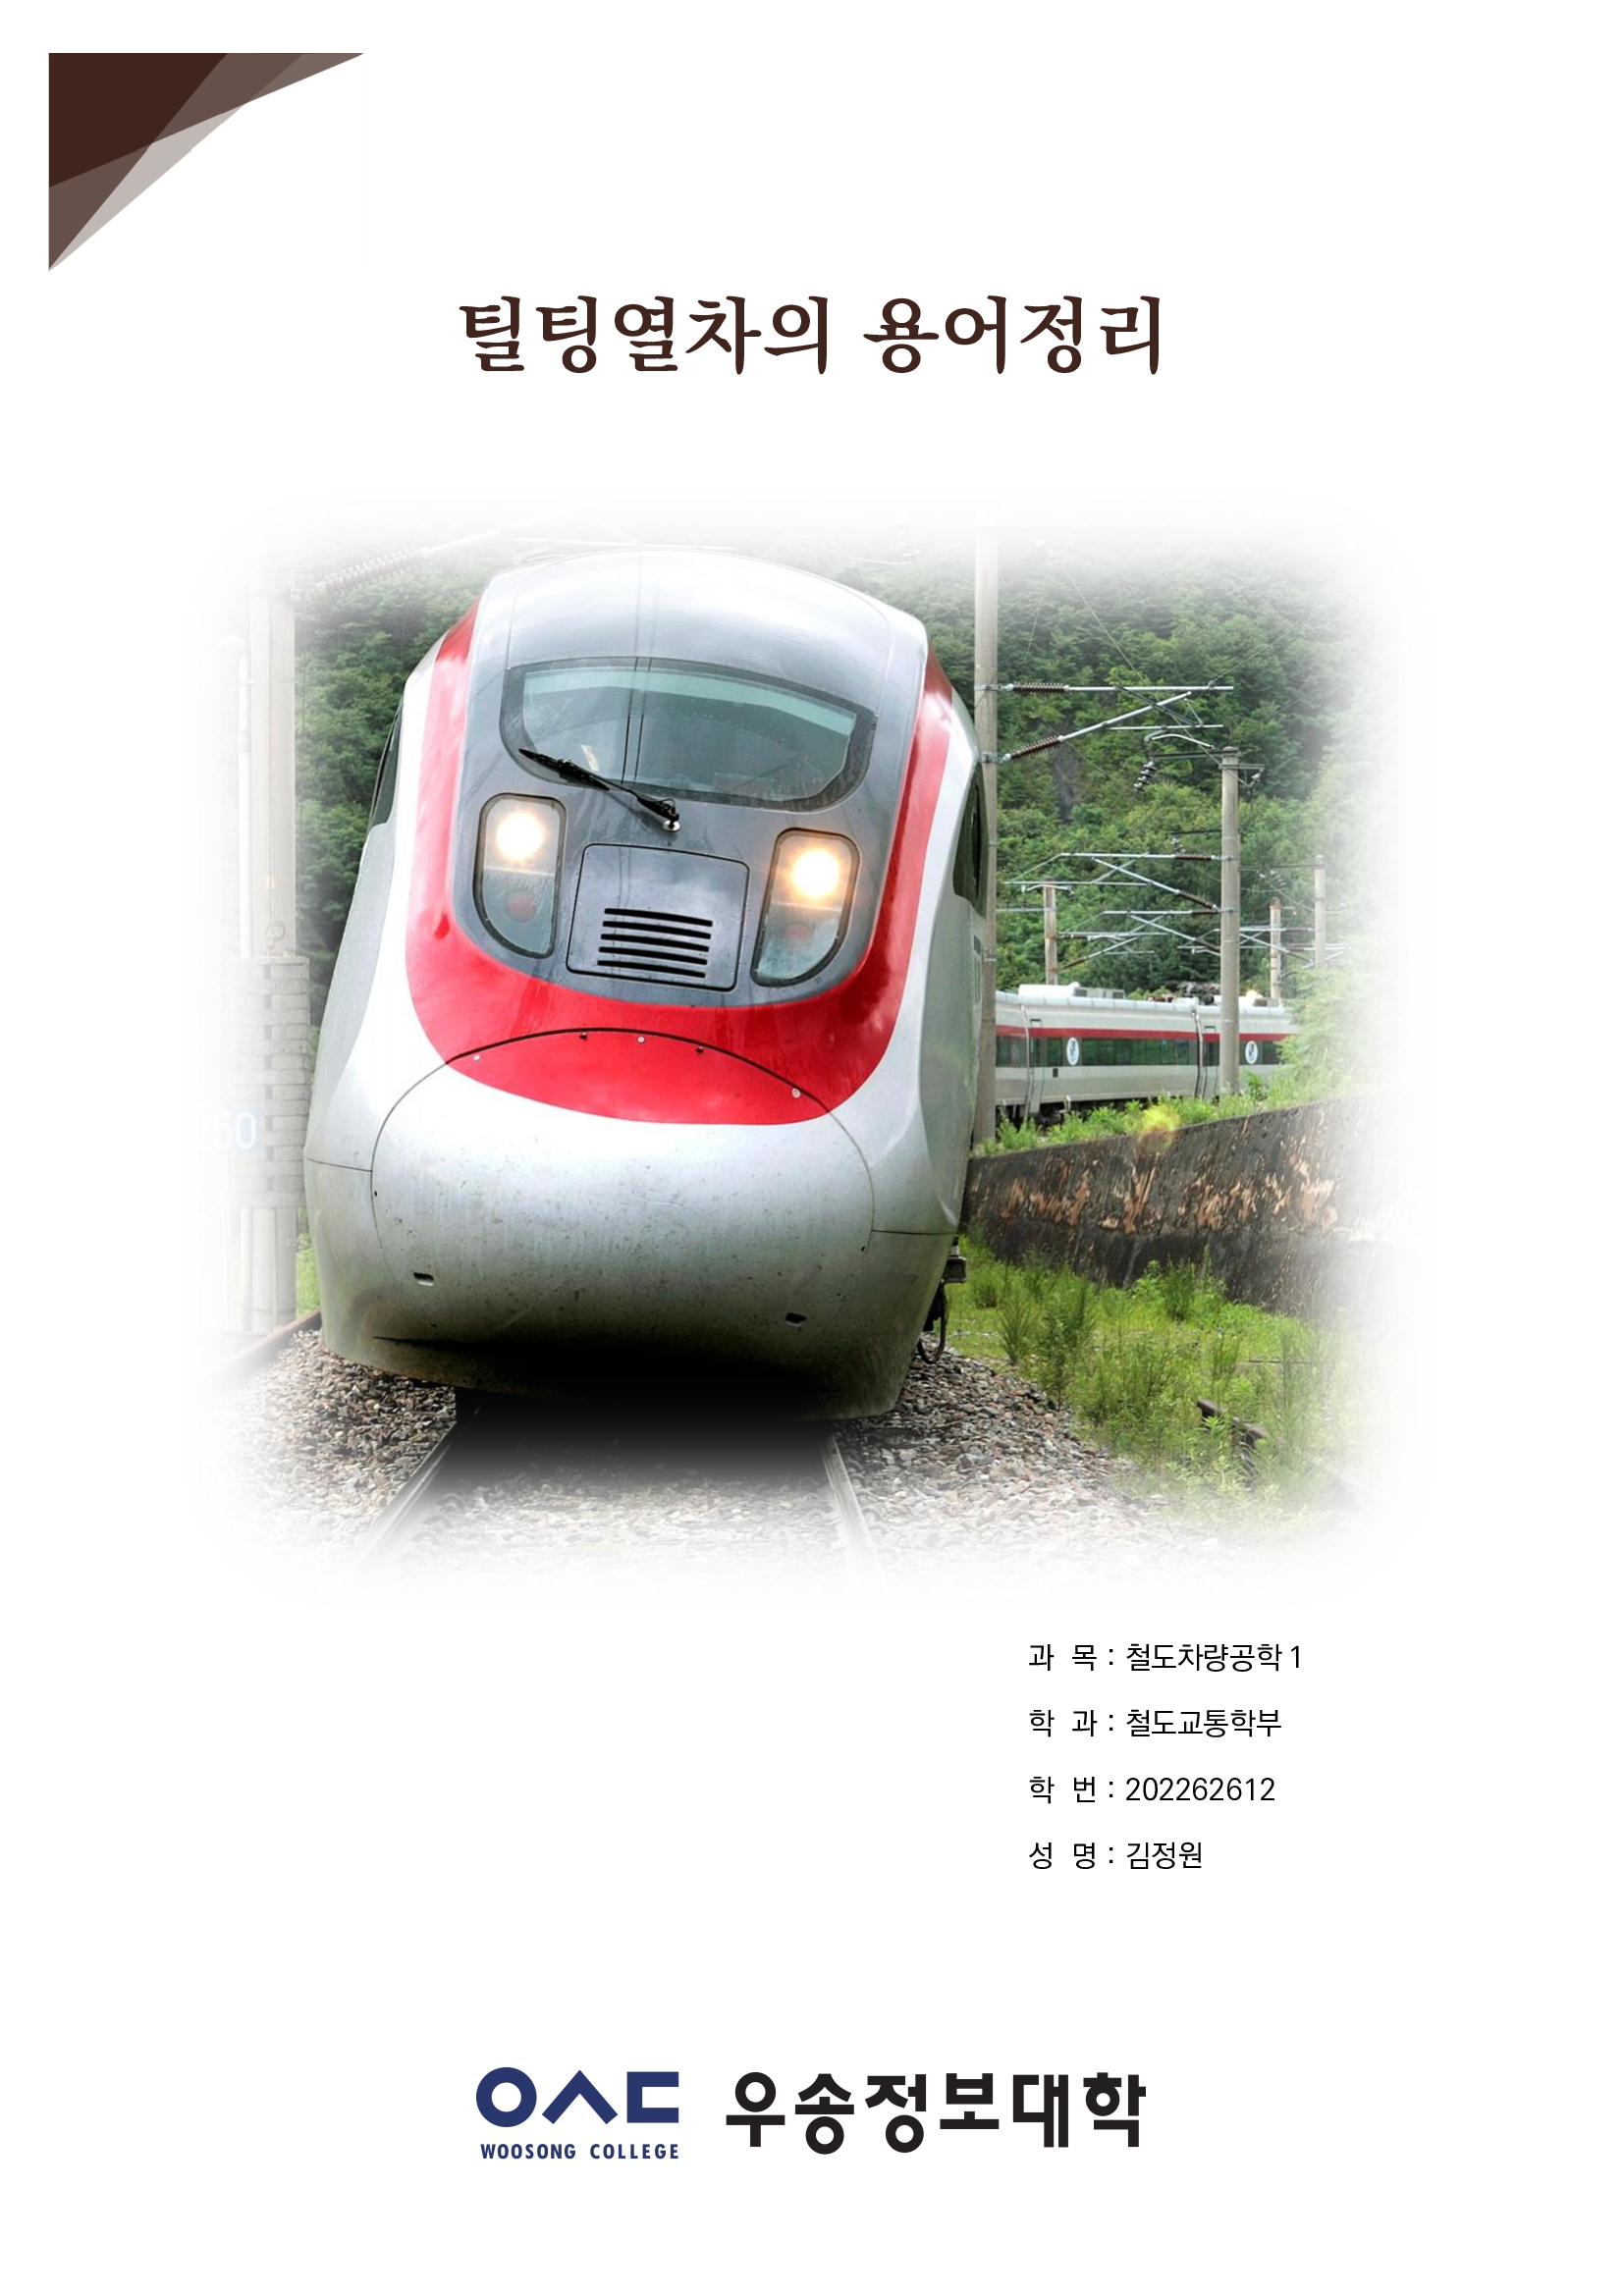 틸팅열차의 용어정리
250
과 목 : 철도차량공학 1
학 과 : 철도교통학부
학 번 : 202262612
성 명 : 김정원
ㅇㅅㄷ 우송정보대학
WOOSONG COLLEGE